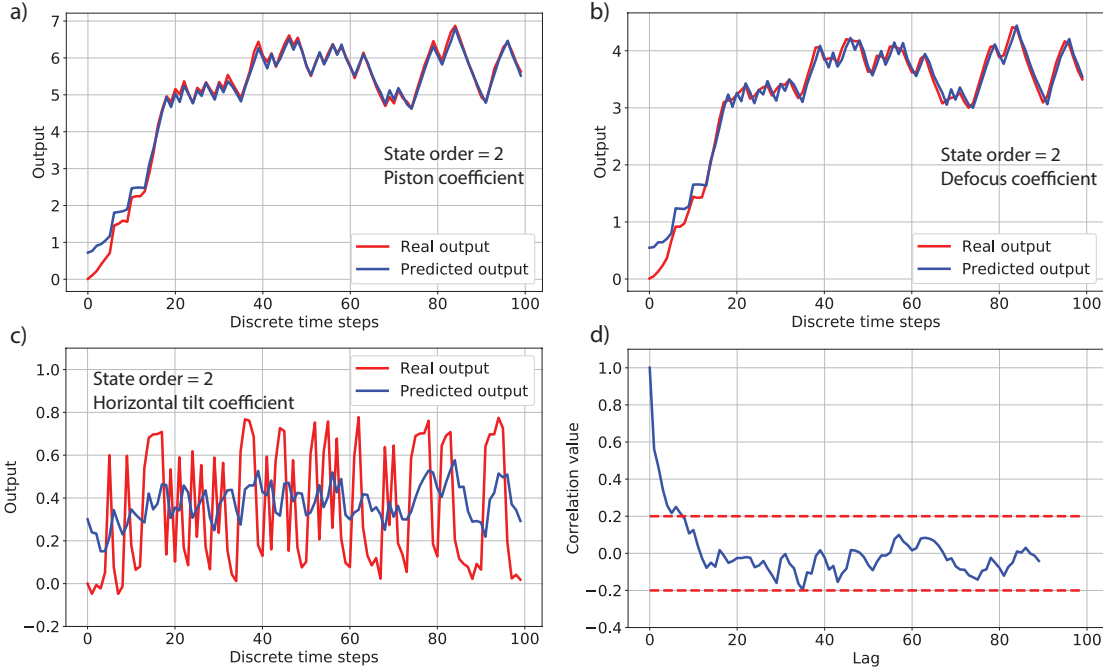 a)
7
6
5
4
3
2
1
0
Output
State order = 2
Piston coefficient
Real output
Predicted output
0
20
40
60
80
100
Discrete time steps
b)
4
3
2
1
0
Output
State order = 2
Defocus coefficient
Real output
Predicted output
0
20
40
60
80
100
Discrete time steps
c)
1.0
0.8
0.6
0.4
0.2
0.0
−0.2
Output
State order = 2
Horizontal tilt coefficient
Real output
Predicted output
0
20
40
60
80
100
Discrete time steps
d)
1.0
0.8
0.6
0.4
0.2
0.0
−0.2
−0.4
Correlation value
0
20
40
60
80
100
Lag